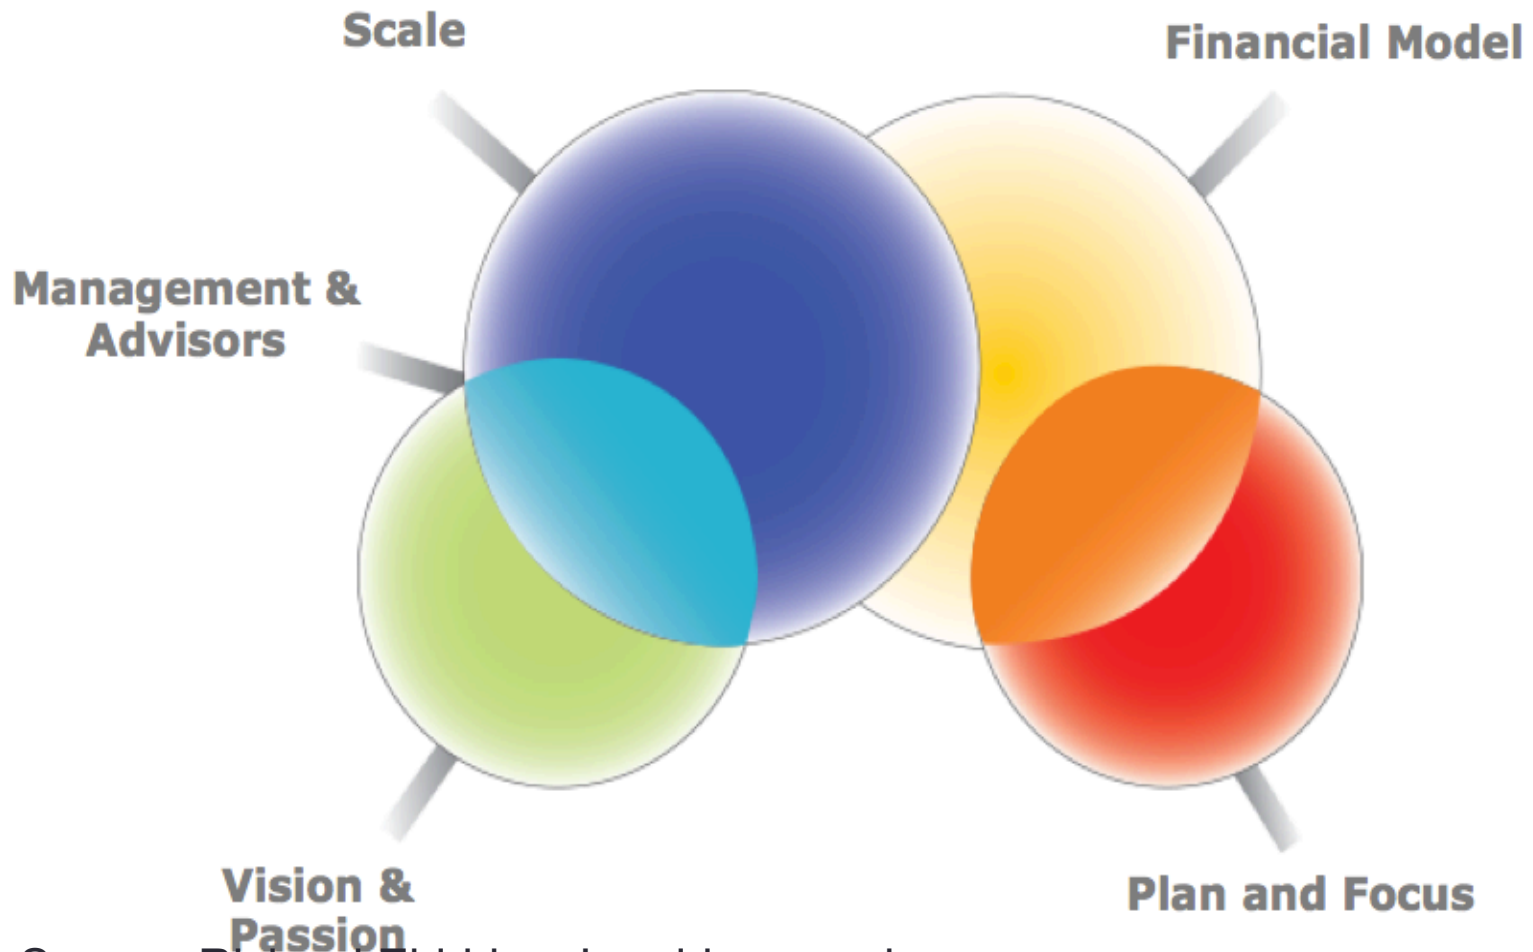 Scale
Financial Model
Management &
Advisors
Vision &
Passion
Plan and Focus